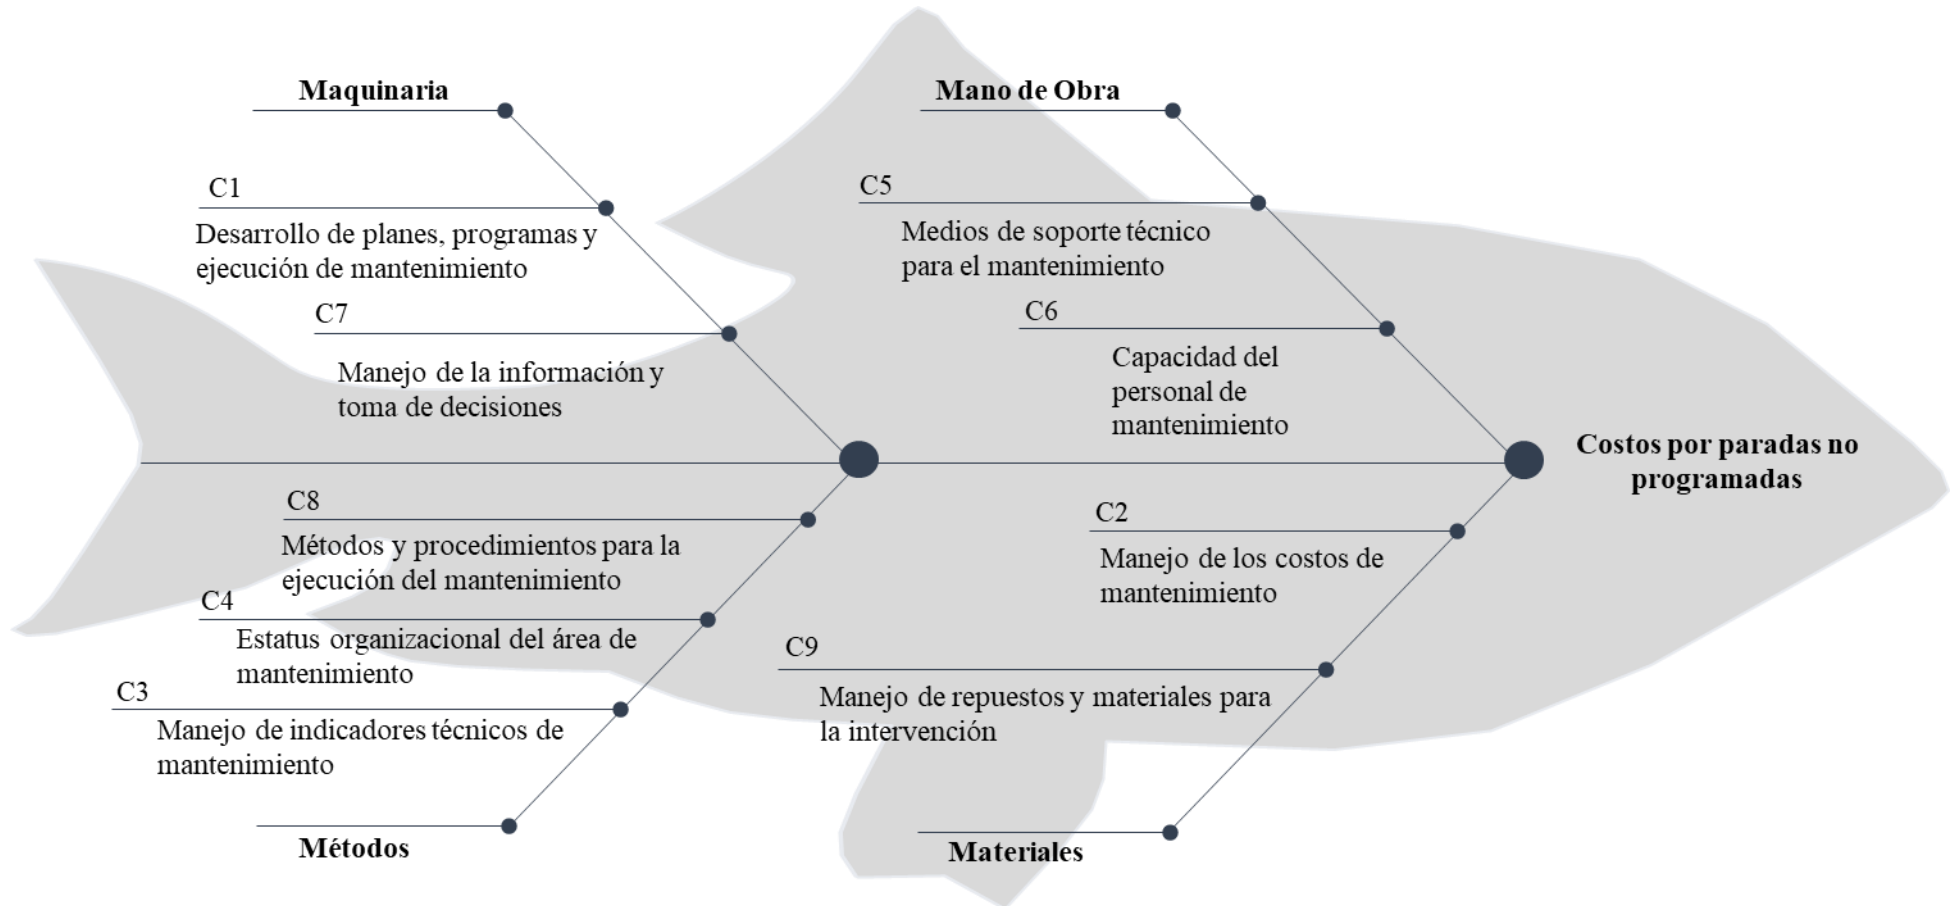 Maquinaria
C1
Desarrollo de planes, programas y
ejecución de mantenimiento
C7
Manejo de la información y
toma de decisiones
Mano de Obra
C5
Medios de soporte técnico
para el mantenimiento
C6
Capacidad del
personal de
mantenimiento
Costos por paradas no
programadas
C8
Métodos y procedimientos para la
ejecución del mantenimiento
C4
Estatus organizacional del área de
mantenimiento
C3
Manejo de indicadores técnicos de
mantenimiento
Métodos
C2
Manejo de los costos de
mantenimiento
C9
Manejo de repuestos y materiales para
la intervención
Materiales